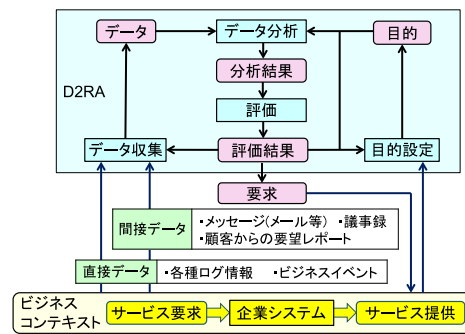 データ
データ分析
目的
分析結果
D2RA
評価
データ収集
評価結果
目的設定
要求
間接データ
・メッセージ(メール等) ・議事録
・顧客からの要望レポート
直接データ
・各種ログ情報 ・ビジネスイベント
ビジネス
コンテキスト
サービス要求
企業システム
サービス提供